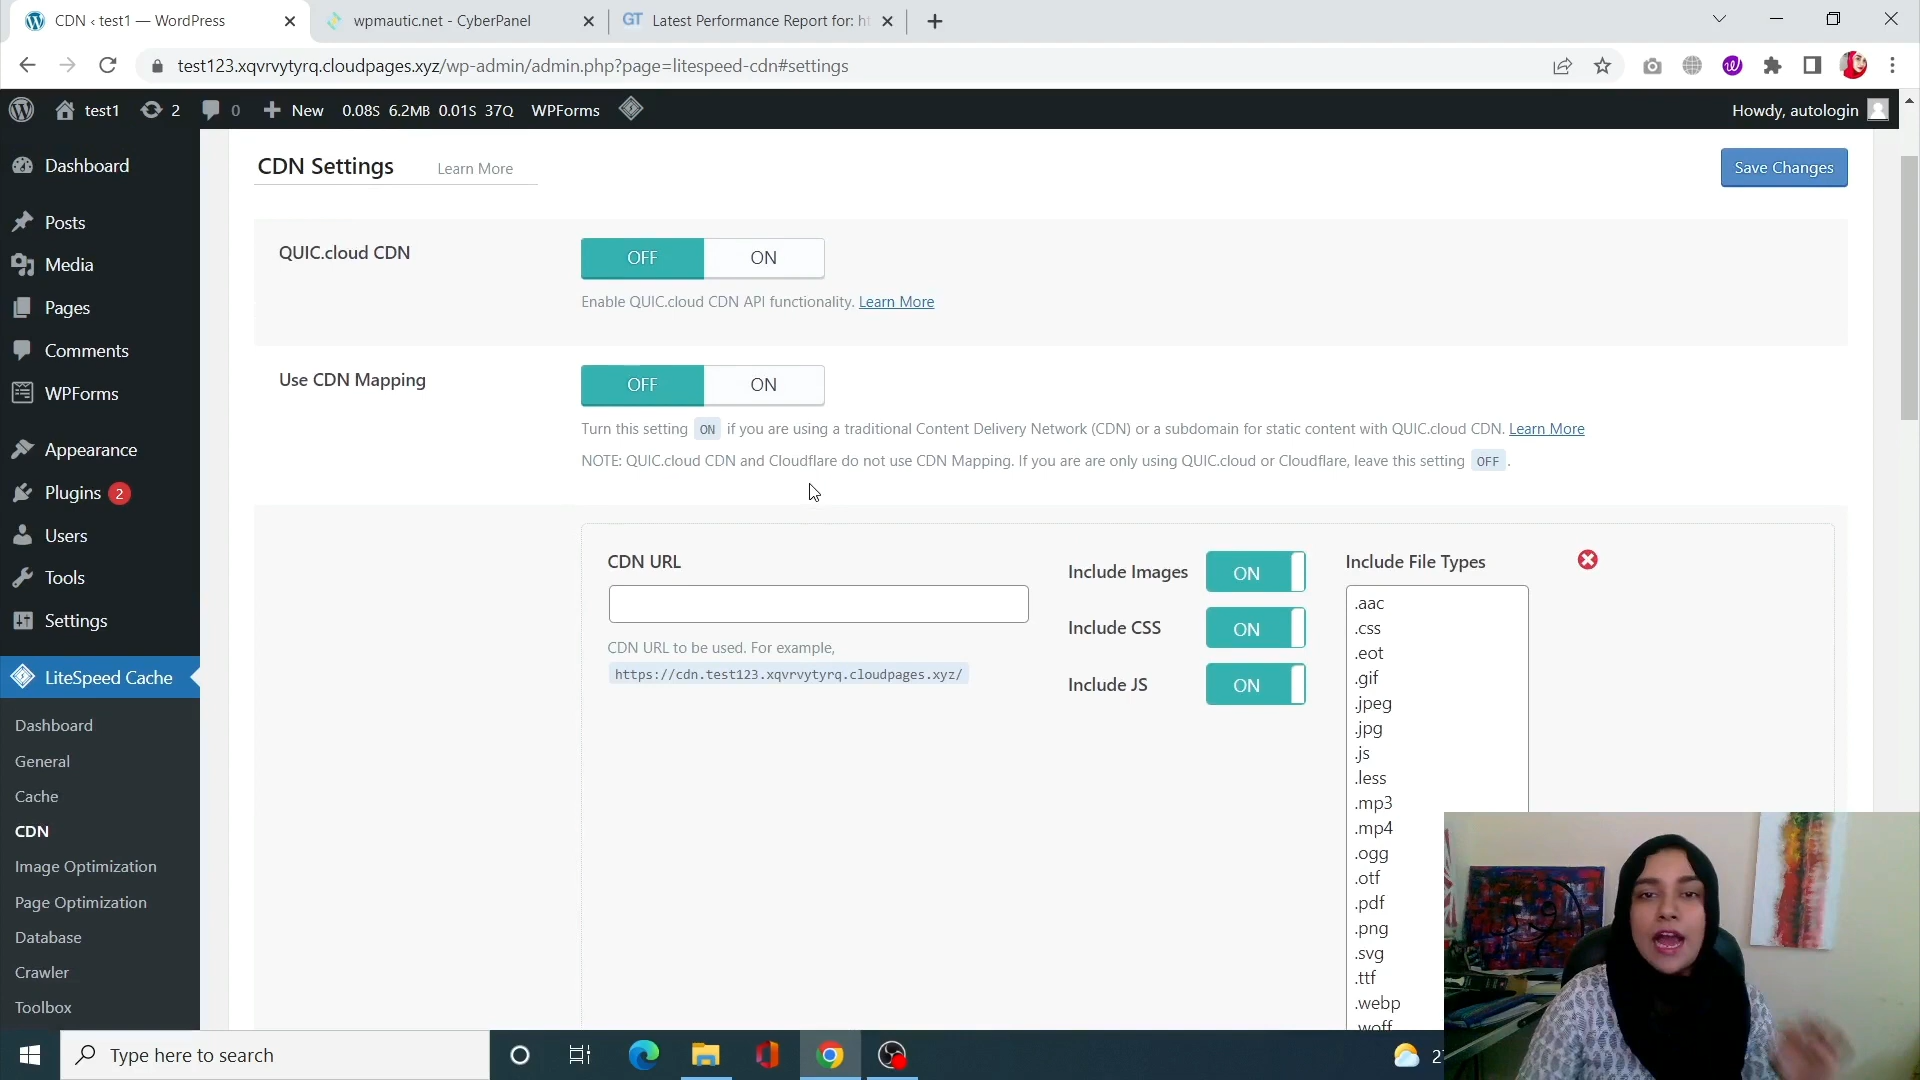 CDN ‹ test1 — WordPress
wpmautic.net - CyberPanel
GT Latest Performance Report for: ht
test123.xqvrvytyrq.cloudpages.xyz/wp-admin/admin.php?page=litespeed-cdn#settings
test1 2 0 New 0.08S 6.2MB 0.01S 37Q WPForms
Howdy, autologin
Dashboard
Posts
Media
Pages
Comments
WPForms
Appearance
Plugins 2
Users
Tools
Settings
LiteSpeed Cache
Dashboard
General
Cache
CDN
Image Optimization
Page Optimization
Database
Crawler
Toolbox
CDN Settings Learn More
Save Changes
QUIC.cloud CDN
OFF ON
Enable QUIC.cloud CDN API functionality. Learn More
Use CDN Mapping
OFF ON
Turn this setting ON if you are using a traditional Content Delivery Network (CDN) or a subdomain for static content with QUIC.cloud CDN. Learn More
NOTE: QUIC.cloud CDN and Cloudflare do not use CDN Mapping. If you are are only using QUIC.cloud or Cloudflare, leave this setting OFF.
CDN URL
CDN URL to be used. For example,
https://cdn.test123.xqvrvytyrq.cloudpages.xyz/
Include Images ON
Include CSS ON
Include JS ON
Include File Types
.aac
.css
.eot
.gif
.jpeg
.jpg
.js
.less
.mp3
.mp4
.ogg
.otf
.pdf
.png
.svg
.ttf
.webp
.woff
Type here to search